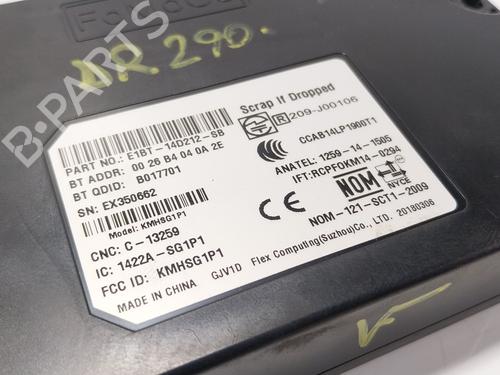 B-PARTS
NR 290.
Scrap If Dropped
R 209-J00106
CCAB14LP1900T1
ANATEL: 1259-14-1505
IFT:RCPFOKM14-0294
NOM
NYCE
NOM-121-SCT1-2009
PART NO.: E1BT-14D212-SB
BT ADDR: 00 26 B4 04 0A 2E
BT QDID: B017701
SN: EX350662
Model: KMHSG1P1
CNC: C-13259
IC: 1422A-SG1P1
FCC ID: KMHSG1P1
CE
MADE IN CHINA GJV1D Flex Computing(SuZhou)Co., LTD. 20180306